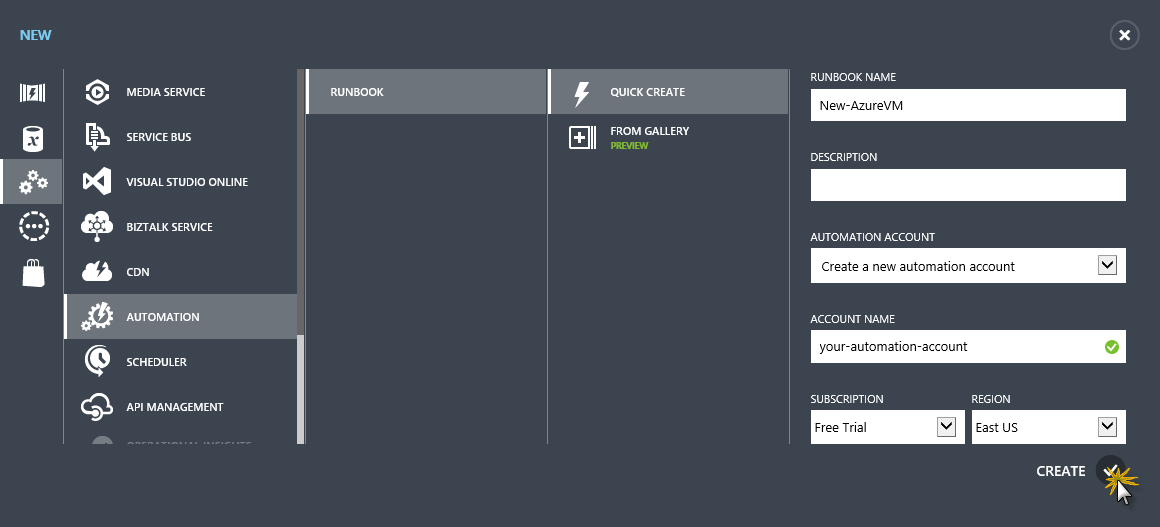 NEW
MEDIA SERVICE
SERVICE BUS
VISUAL STUDIO ONLINE
BIZTALK SERVICE
CDN
AUTOMATION
SCHEDULER
API MANAGEMENT
OPERATIONAL INSIGHTS
RUNBOOK
QUICK CREATE
FROM GALLERY
PREVIEW
RUNBOOK NAME
New-AzureVM
DESCRIPTION
AUTOMATION ACCOUNT
Create a new automation account
ACCOUNT NAME
your-automation-account
SUBSCRIPTION REGION
Free Trial East US
CREATE